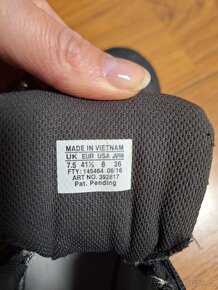 MADE IN VIETNAM
UK EUR USA JAPAN
7.5 41½ 8 26
FTY: 145464 08/16
ART NO. 392817
Pat. Pending